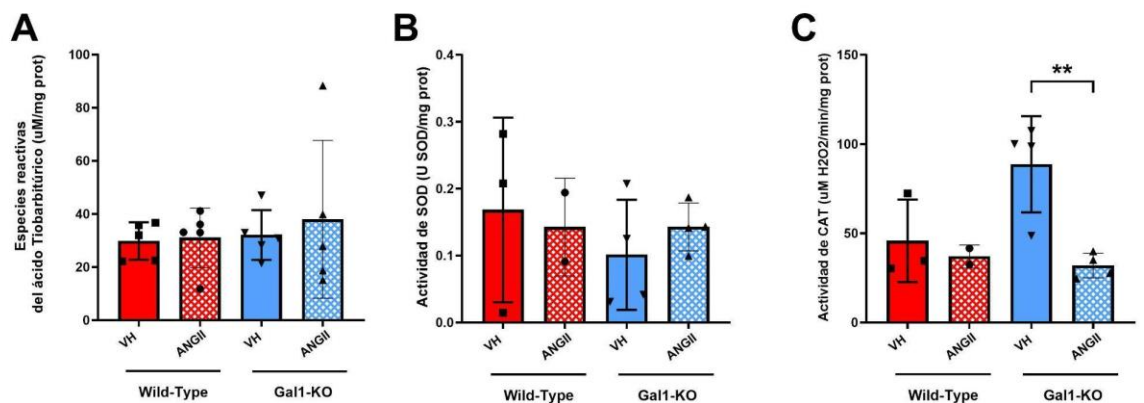 A
Especies reactivas
del ácido Tiobarbitúrico (uM/mg prot)
100
80
60
40
20
0
VH
ANGII
VH
ANGII
Wild-Type
Gal1-KO
B
Actividad de SOD (U SOD/mg prot)
0.4
0.3
0.2
0.1
0.0
VH
ANGII
VH
ANGII
Wild-Type
Gal1-KO
C
Actividad de CAT (uM H2O2/min/mg prot)
150
100
50
0
**
VH
ANGII
VH
ANGII
Wild-Type
Gal1-KO